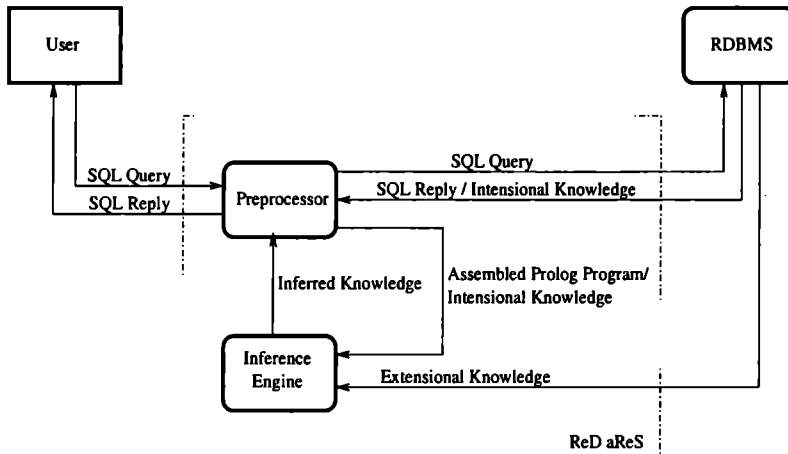 User
RDBMS
SQL Query
SQL Query
SQL Reply
Preprocessor
SQL Reply / Intensional Knowledge
Inferred Knowledge
Assembled Prolog Program/
Intensional Knowledge
Inference
Engine
Extensional Knowledge
ReD aReS